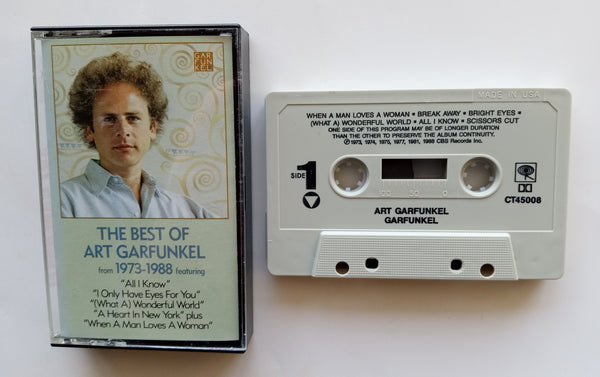 GAR
FUN
KEL
THE BEST OF
ART GARFUNKEL
from 1973-1988 featuring
"All I Know"
"I Only Have Eyes For You"
"(What A) Wonderful World"
"A Heart In New York" plus
"When A Man Loves A Woman"
MADE IN USA
WHEN A MAN LOVES A WOMAN • BREAK AWAY • BRIGHT EYES •
(WHAT A) WONDERFUL WORLD • ALL I KNOW • SCISSORS CUT
ONE SIDE OF THIS PROGRAM MAY BE OF LONGER DURATION
THAN THE OTHER TO PRESERVE THE ALBUM CONTINUITY.
℗ 1973, 1974, 1975, 1977, 1981, 1988 CBS Records Inc.
SIDE 1
CT45008
ART GARFUNKEL
GARFUNKEL